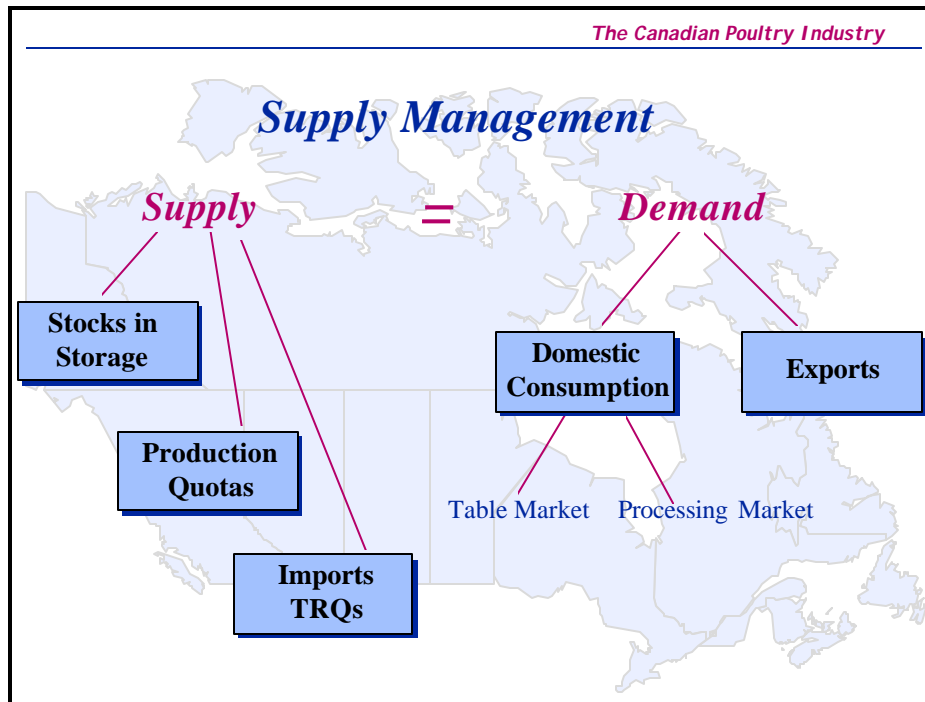 The Canadian Poultry Industry
Supply Management
Supply = Demand
Stocks in
Storage
Production
Quotas
Imports
TRQs
Domestic
Consumption
Exports
Table Market
Processing Market